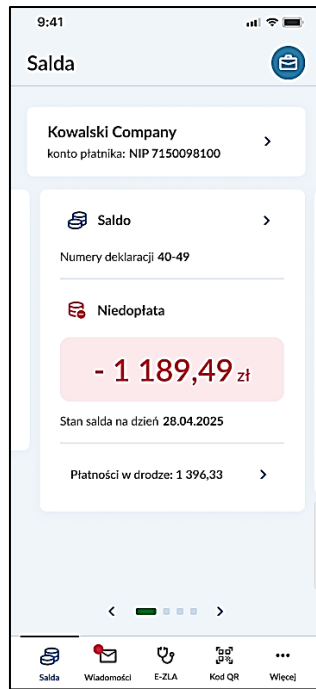 9:41
Salda
Kowalski Company
konto płatnika: NIP 7150098100
Saldo
Numery deklaracji 40-49
Niedopłata
- 1 189,49 zł
Stan salda na dzień 28.04.2025
Płatności w drodze: 1 396,33
Salda Wiadomości E-ZLA Kod QR Więcej